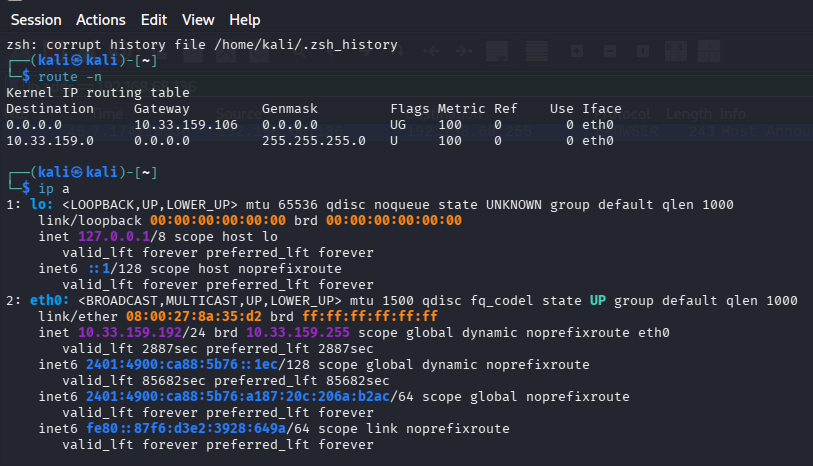 Session Actions Edit View Help
zsh: corrupt history file /home/kali/.zsh_history
┌──(kali㉿kali)-[~]
└─$ route -n
Kernel IP routing table
Destination     Gateway         Genmask         Flags Metric Ref    Use Iface
0.0.0.0         10.33.159.106   0.0.0.0         UG    100    0        0 eth0
10.33.159.0     0.0.0.0         255.255.255.0   U     100    0        0 eth0
┌──(kali㉿kali)-[~]
└─$ ip a
1: lo: <LOOPBACK,UP,LOWER_UP> mtu 65536 qdisc noqueue state UNKNOWN group default qlen 1000
    link/loopback 00:00:00:00:00:00 brd 00:00:00:00:00:00
    inet 127.0.0.1/8 scope host lo
       valid_lft forever preferred_lft forever
    inet6 ::1/128 scope host noprefixroute
       valid_lft forever preferred_lft forever
2: eth0: <BROADCAST,MULTICAST,UP,LOWER_UP> mtu 1500 qdisc fq_codel state UP group default qlen 1000
    link/ether 08:00:27:8a:35:d2 brd ff:ff:ff:ff:ff:ff
    inet 10.33.159.192/24 brd 10.33.159.255 scope global dynamic noprefixroute eth0
       valid_lft 2887sec preferred_lft 2887sec
    inet6 2401:4900:ca88:5b76::1ec/128 scope global dynamic noprefixroute
       valid_lft 85682sec preferred_lft 85682sec
    inet6 2401:4900:ca88:5b76:a187:20c:206a:b2ac/64 scope global noprefixroute
       valid_lft forever preferred_lft forever
    inet6 fe80::87f6:d3e2:3928:649a/64 scope link noprefixroute
       valid_lft forever preferred_lft forever